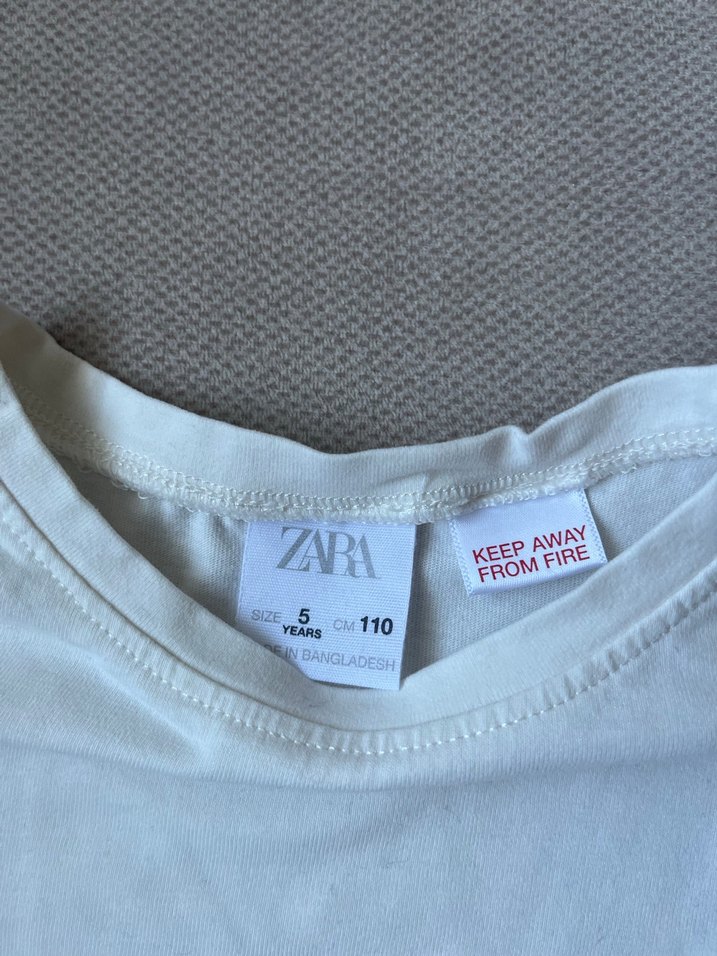 ZARA
SIZE 5 YEARS CM 110
IN BANGLADESH
KEEP AWAY
FROM FIRE